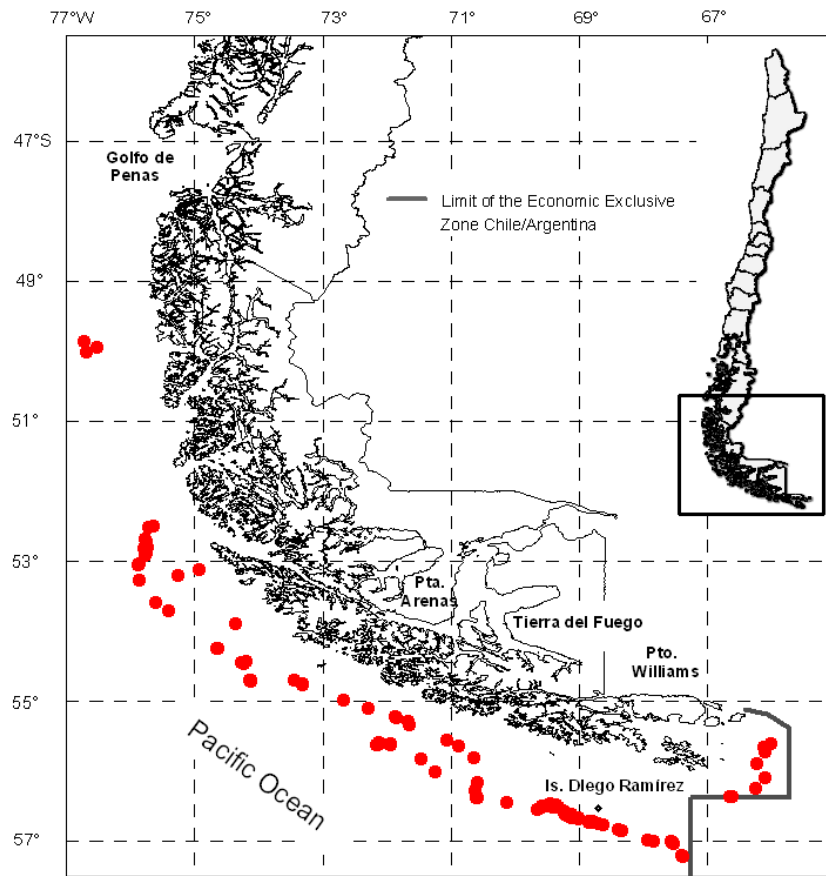 77°W 75° 73° 71° 69° 67°
47°S
Golfo de
Penas
Limit of the Economic Exclusive
Zone Chile/Argentina
49°
51°
53°
Pta.
Arenas
Tierra del Fuego
Pto.
Williams
55°
Pacific Ocean
Is. Diego Ramírez
57°